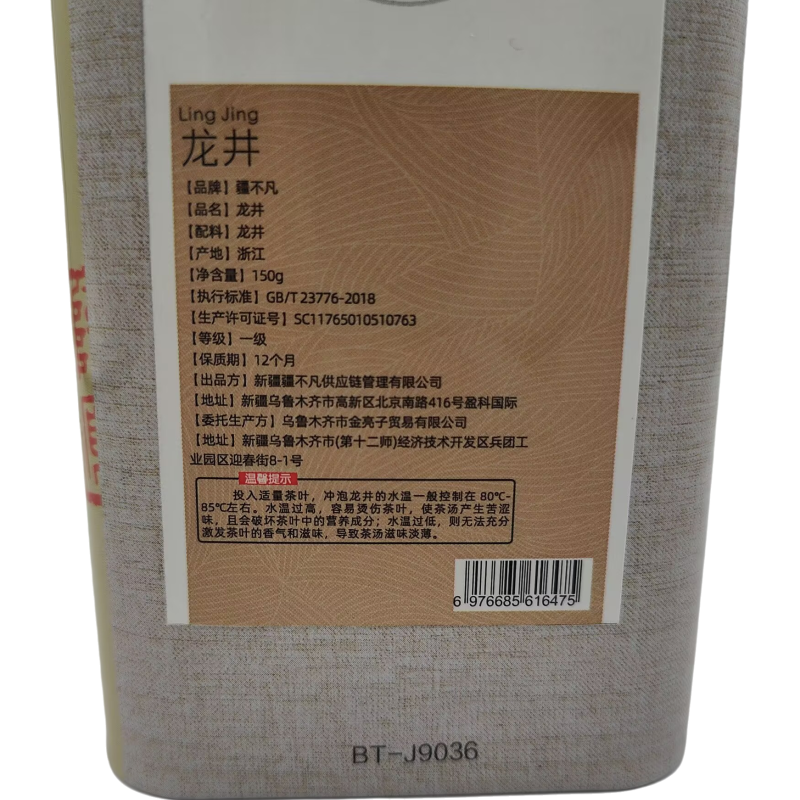 Ling Jing
龙井
【品牌】疆不凡
【品名】龙井
【配料】龙井
【产地】浙江
【净含量】150g
【执行标准】GB/T 23776-2018
【生产许可证号】SC11765010510763
【等级】一级
【保质期】12个月
【出品方】新疆疆不凡供应链管理有限公司
【地址】新疆乌鲁木齐市高新区北京南路416号盈科国际
【委托生产方】乌鲁木齐市金亮子贸易有限公司
【地址】新疆乌鲁木齐市(第十二师)经济技术开发区兵团工
业园区迎春街8-1号
温馨提示
投入适量茶叶，冲泡龙井的水温一般控制在 80℃-
85℃左右。水温过高，容易烫伤茶叶，使茶汤产生苦涩
味，且会破坏茶叶中的营养成分；水温过低，则无法充分
激发茶叶的香气和滋味，导致茶汤滋味淡薄。
6 976685 616475
BT-J9036